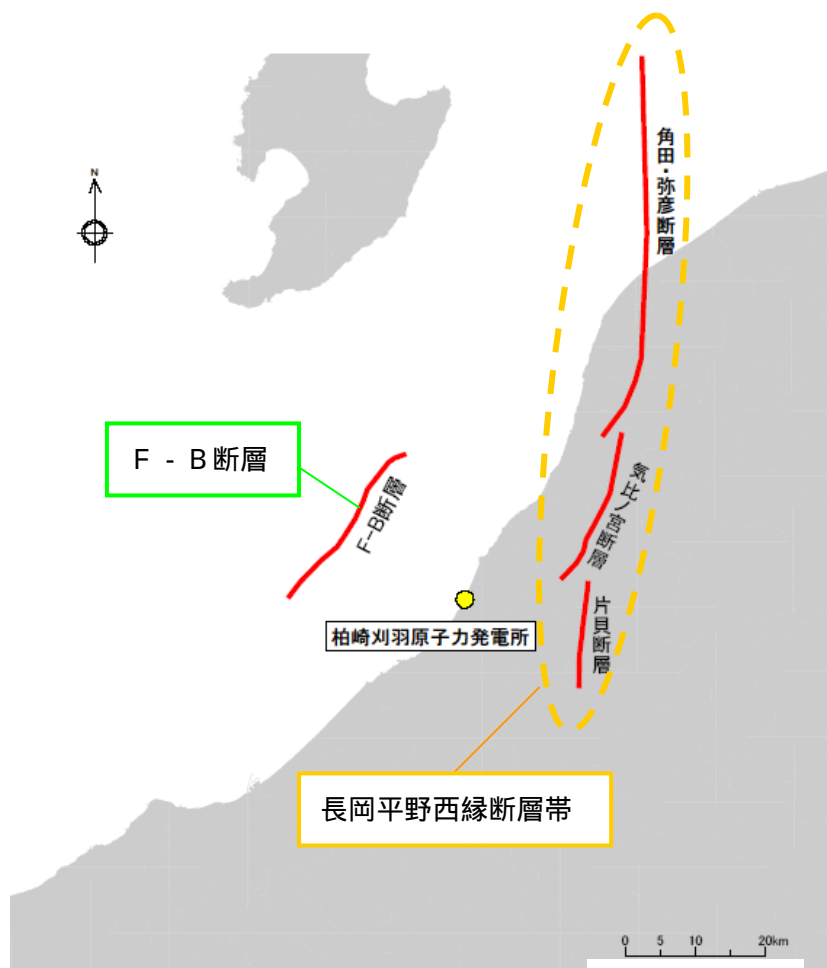 N
角田・弥彦断層
F - B断層
F-B断層
気比ノ宮断層
柏崎刈羽原子力発電所
片貝断層
長岡平野西縁断層帯
0 5 10 20km